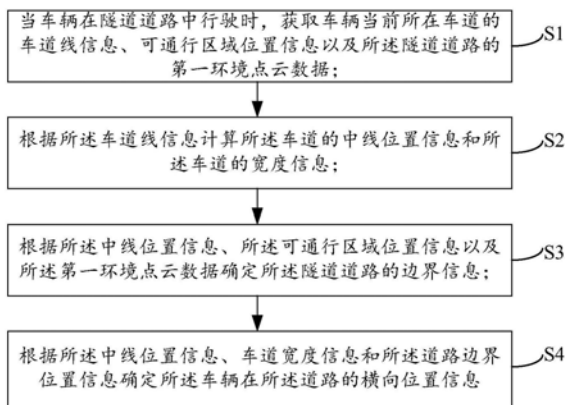 当车辆在隧道道路中行驶时，获取车辆当前所在车道的
车道线信息、可通行区域位置信息以及所述隧道道路的
第一环境点云数据；
S1
根据所述车道线信息计算所述车道的中线位置信息和所
述车道的宽度信息；
S2
根据所述中线位置信息、所述可通行区域位置信息以及
所述第一环境点云数据确定所述隧道道路的边界信息；
S3
根据所述中线位置信息、车道宽度信息和所述道路边界
位置信息确定所述车辆在所述道路的横向位置信息
S4